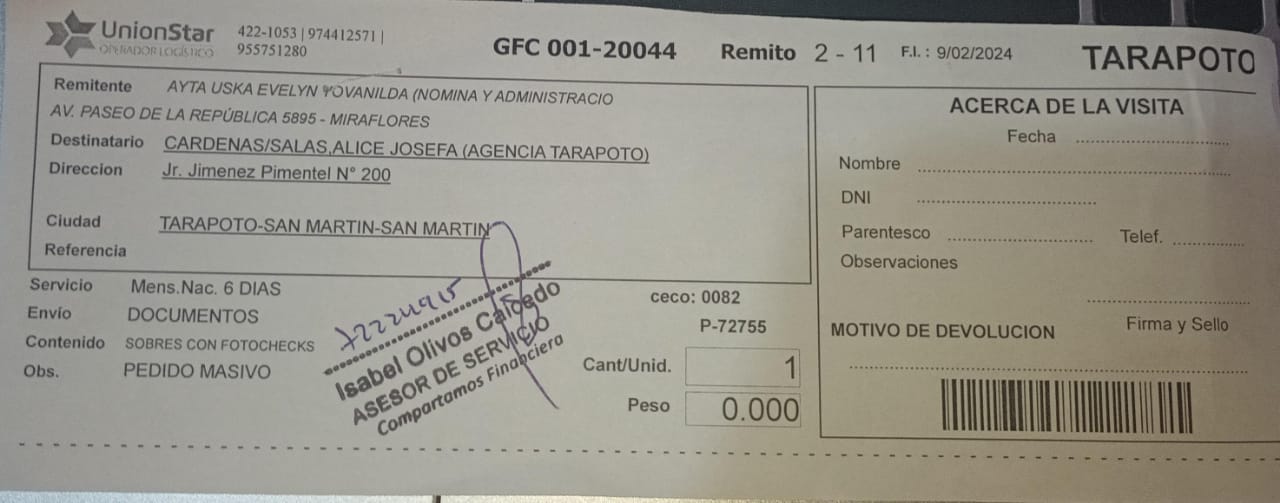 UnionStar
OPERADOR LOGÍSTICO
422-1053 | 974412571 |
955751280
GFC 001-20044
Remito 2 - 11
F.I. : 9/02/2024
TARAPOTO
Remitente AYTA USKA EVELYN YOVANILDA (NOMINA Y ADMINISTRACIO
AV. PASEO DE LA REPÚBLICA 5895 - MIRAFLORES
Destinatario CARDENAS/SALAS,ALICE JOSEFA (AGENCIA TARAPOTO)
Direccion Jr. Jimenez Pimentel N° 200
Ciudad TARAPOTO-SAN MARTIN-SAN MARTIN
Referencia
Servicio Mens.Nac. 6 DIAS
Envío DOCUMENTOS
Contenido SOBRES CON FOTOCHECKS
Obs. PEDIDO MASIVO
Isabel Olivos Caicedo
ASESOR DE SERVICIO
Compartamos Financiera
ceco: 0082
P-72755
Cant/Unid. 1
Peso 0.000
ACERCA DE LA VISITA
Fecha
Nombre
DNI
Parentesco Telef.
Observaciones
Firma y Sello
MOTIVO DE DEVOLUCION